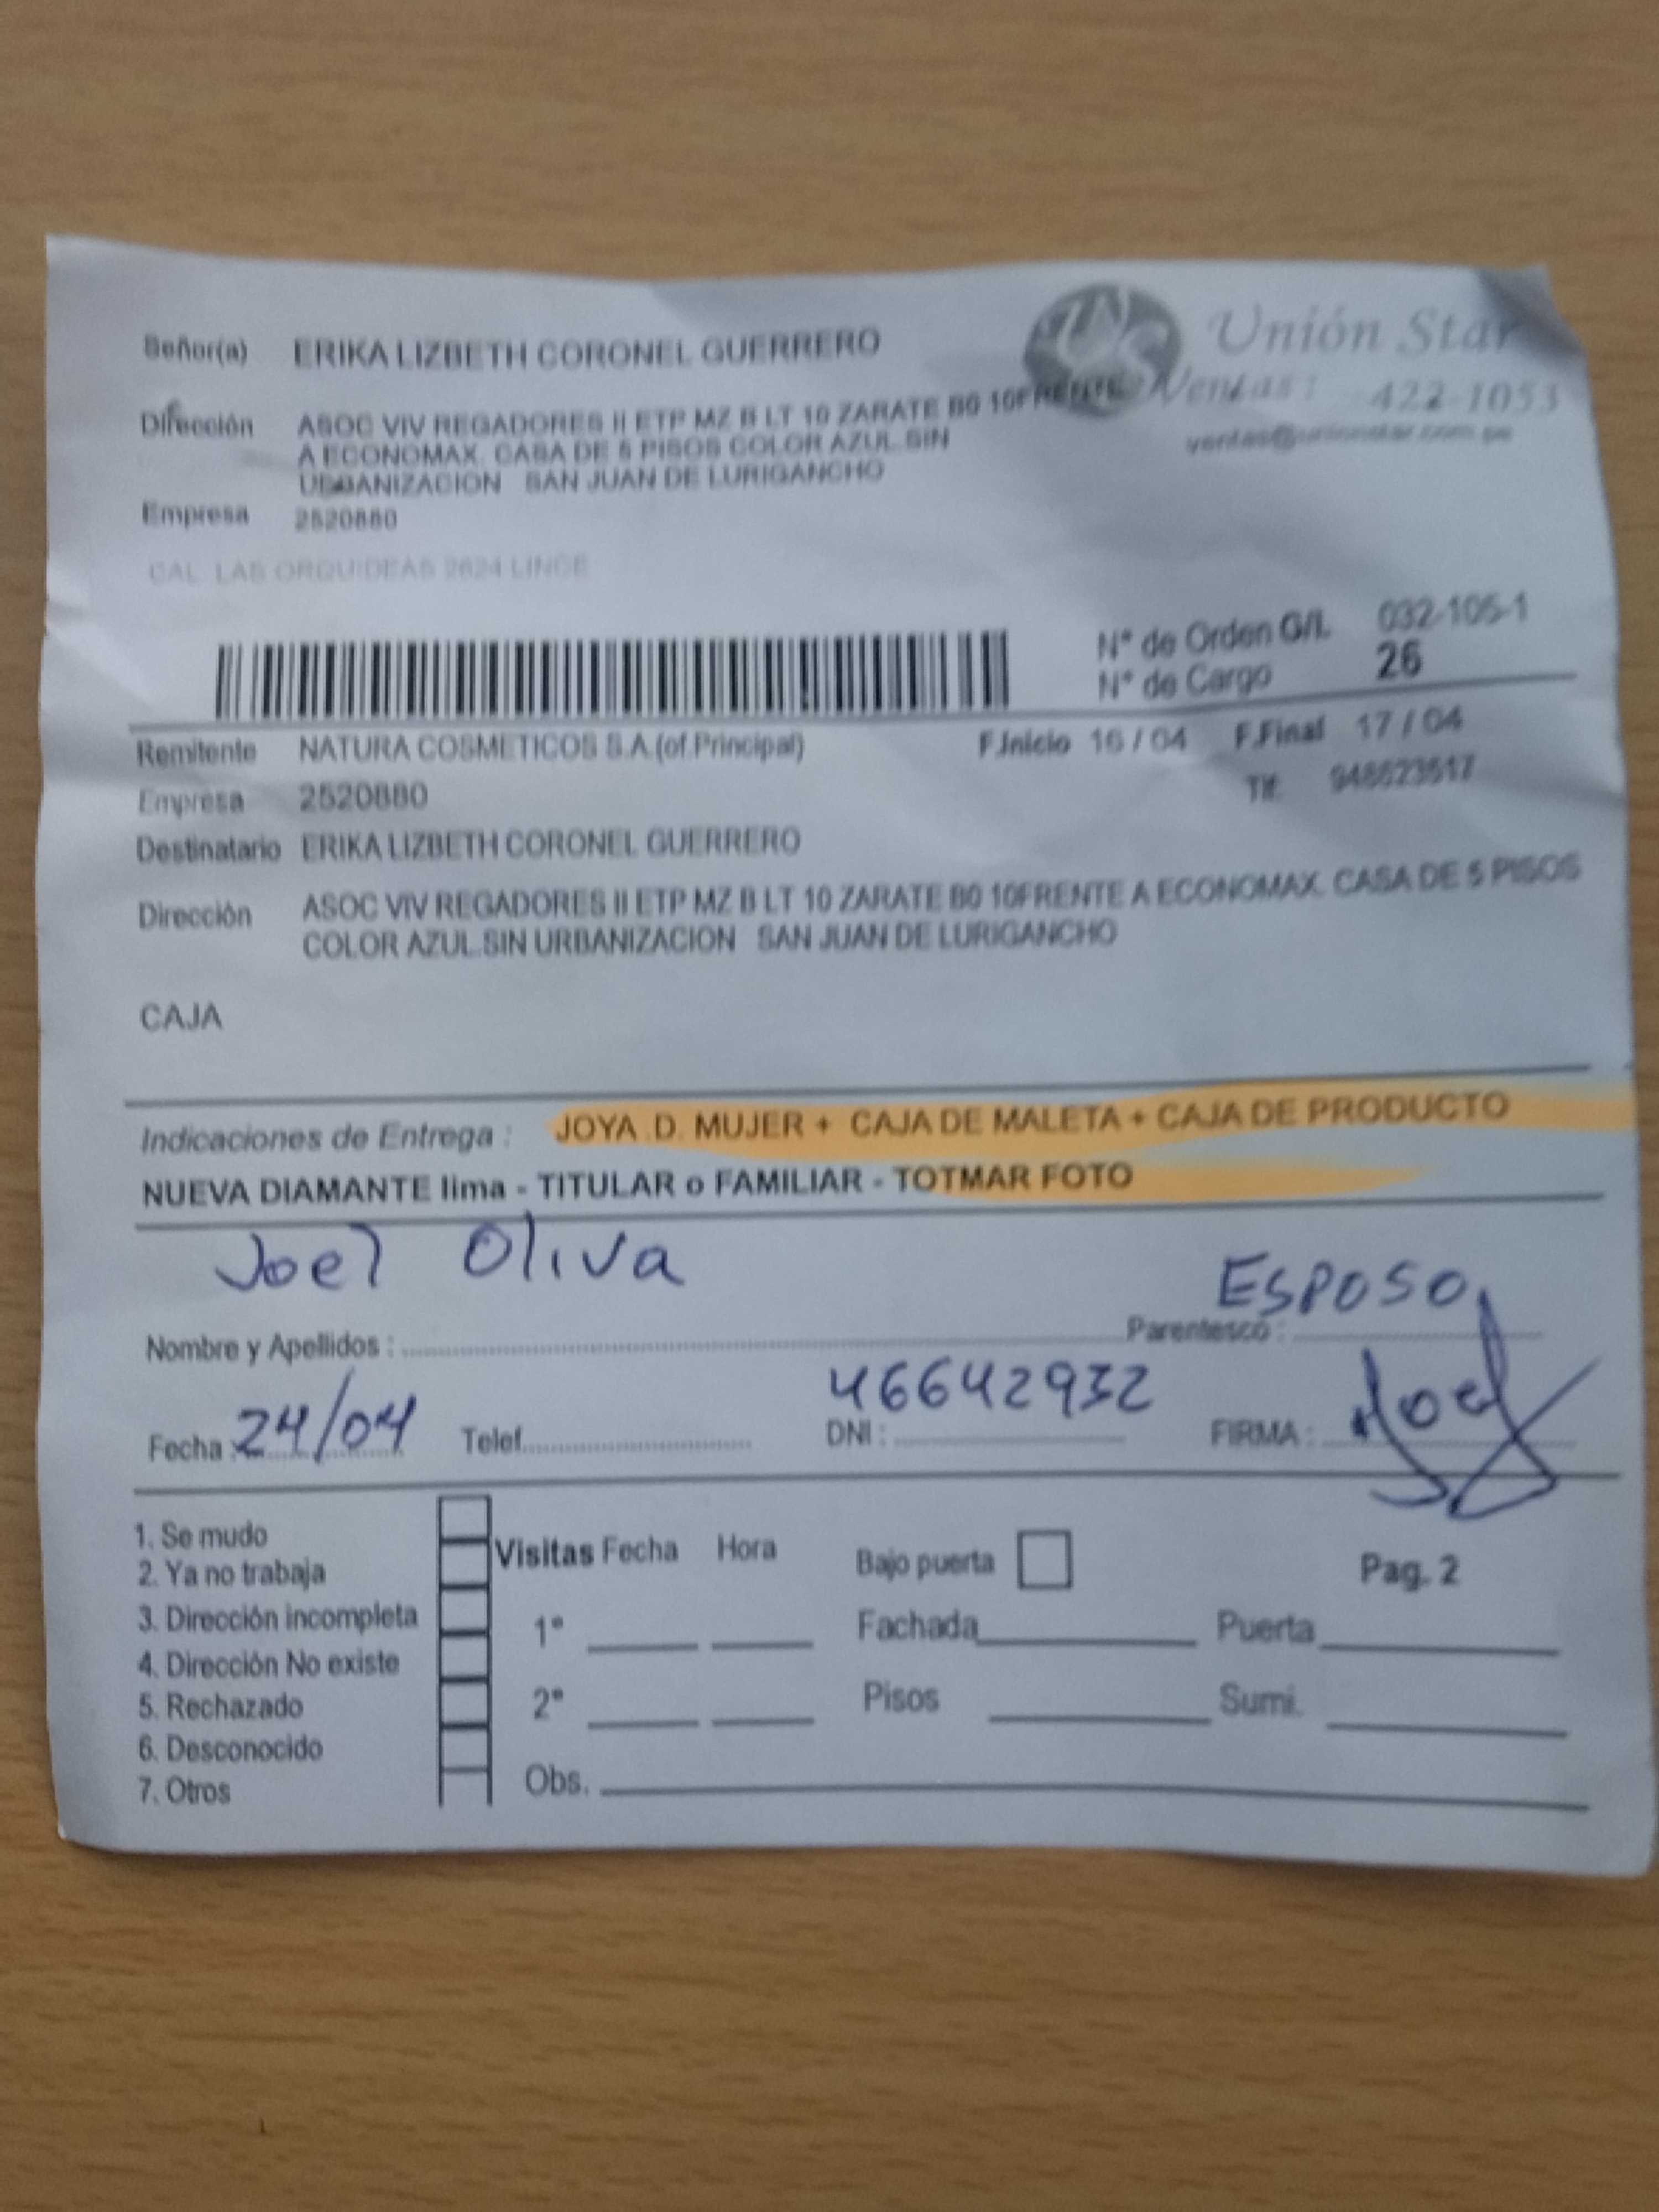 Señor(a) ERIKA LIZBETH CORONEL GUERRERO
Unión Star
Ventas: 422-1053
ventas@unionstar.com.pe
Dirección ASOC VIV REGADORES II ETP MZ B LT 10 ZARATE B0 10FRENTE
A ECONOMAX. CASA DE 5 PISOS COLOR AZUL.SIN
URBANIZACION SAN JUAN DE LURIGANCHO
Empresa 2520880
CAL LAS ORQUIDEAS 2624 LINCE
N° de Orden G/L 032-105-1
N° de Cargo 26
Remitente NATURA COSMETICOS S.A.(of.Principal) F.Inicio 16 / 04 F.Final 17 / 04
Empresa 2520880 Tlf. 948623517
Destinatario ERIKA LIZBETH CORONEL GUERRERO
Dirección ASOC VIV REGADORES II ETP MZ B LT 10 ZARATE B0 10FRENTE A ECONOMAX. CASA DE 5 PISOS
COLOR AZUL.SIN URBANIZACION SAN JUAN DE LURIGANCHO
CAJA
Indicaciones de Entrega : JOYA .D. MUJER + CAJA DE MALETA + CAJA DE PRODUCTO
NUEVA DIAMANTE lima - TITULAR o FAMILIAR - TOTMAR FOTO
Joel Oliva ESPOSO
Nombre y Apellidos : Parentesco :
Fecha : 24/04 Telef. DNI : 46642932 FIRMA : Joel
1. Se mudo
2. Ya no trabaja
3. Dirección incompleta
4. Dirección No existe
5. Rechazado
6. Desconocido
7. Otros
Visitas Fecha Hora Bajo puerta Pag. 2
1° Fachada Puerta
2° Pisos Sumi.
Obs.